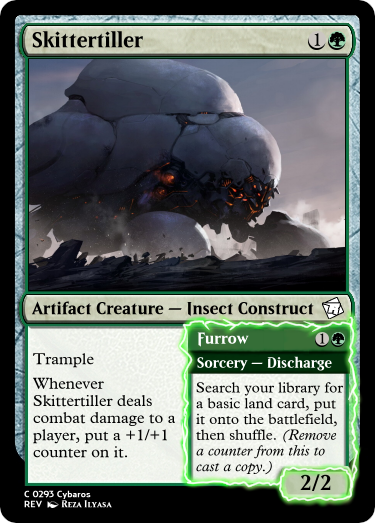 Skittertiller 1
Artifact Creature — Insect Construct
Trample
Whenever
Skittertiller deals
combat damage to a
player, put a +1/+1
counter on it.
Furrow 1
Sorcery — Discharge
Search your library for
a basic land card, put
it onto the battlefield,
then shuffle. (Remove
a counter from this to
cast a copy.)
2/2
C 0293 Cybaros
REV Reza Ilyasa